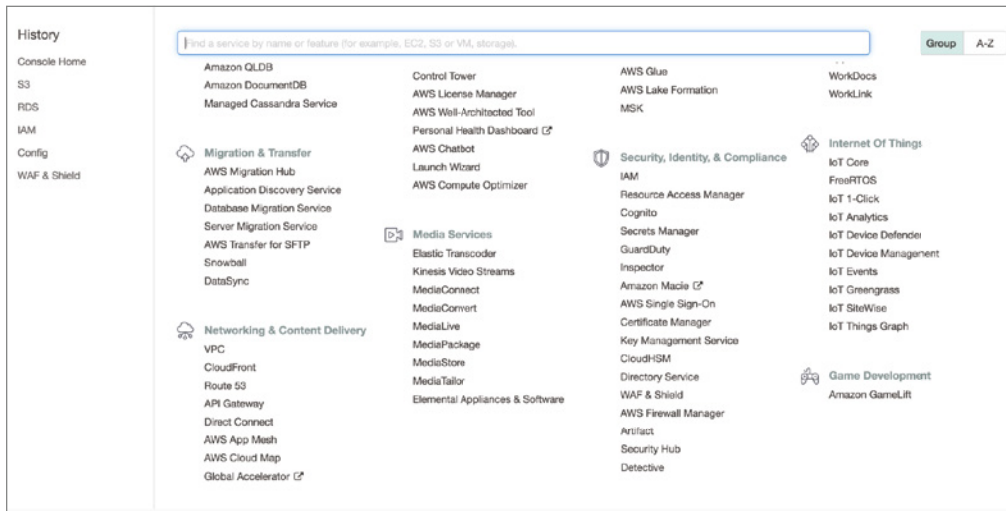 History
Console Home
S3
RDS
IAM
Config
WAF & Shield
Find a service by name or feature (for example, EC2, S3 or VM, storage).
Group
A-Z
Amazon QLDB
Amazon DocumentDB
Managed Cassandra Service
Migration & Transfer
AWS Migration Hub
Application Discovery Service
Database Migration Service
Server Migration Service
AWS Transfer for SFTP
Snowball
DataSync
Networking & Content Delivery
VPC
CloudFront
Route 53
API Gateway
Direct Connect
AWS App Mesh
AWS Cloud Map
Global Accelerator
Control Tower
AWS License Manager
AWS Well-Architected Tool
Personal Health Dashboard
AWS Chatbot
Launch Wizard
AWS Compute Optimizer
Media Services
Elastic Transcoder
Kinesis Video Streams
MediaConnect
MediaConvert
MediaLive
MediaPackage
MediaStore
MediaTailor
Elemental Appliances & Software
AWS Glue
AWS Lake Formation
MSK
Security, Identity, & Compliance
IAM
Resource Access Manager
Cognito
Secrets Manager
GuardDuty
Inspector
Amazon Macie
AWS Single Sign-On
Certificate Manager
Key Management Service
CloudHSM
Directory Service
WAF & Shield
AWS Firewall Manager
Artifact
Security Hub
Detective
WorkDocs
WorkLink
Internet Of Things
IoT Core
FreeRTOS
IoT 1-Click
IoT Analytics
IoT Device Defender
IoT Device Management
IoT Events
IoT Greengrass
IoT SiteWise
IoT Things Graph
Game Development
Amazon GameLift